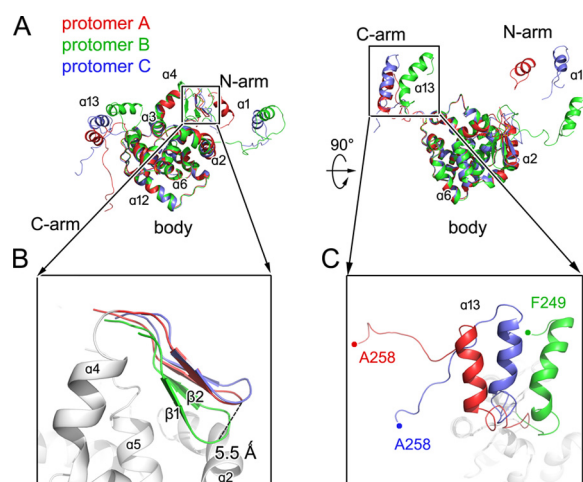 A
protomer A
protomer B
protomer C
α4
N-arm
α13
α3
α1
α2
α6
α12
C-arm
body
90°
C-arm
N-arm
α13
α1
α2
α6
body
B
α4
β2
β1
α5
5.5 Å
α2
C
α13
F249
A258
A258